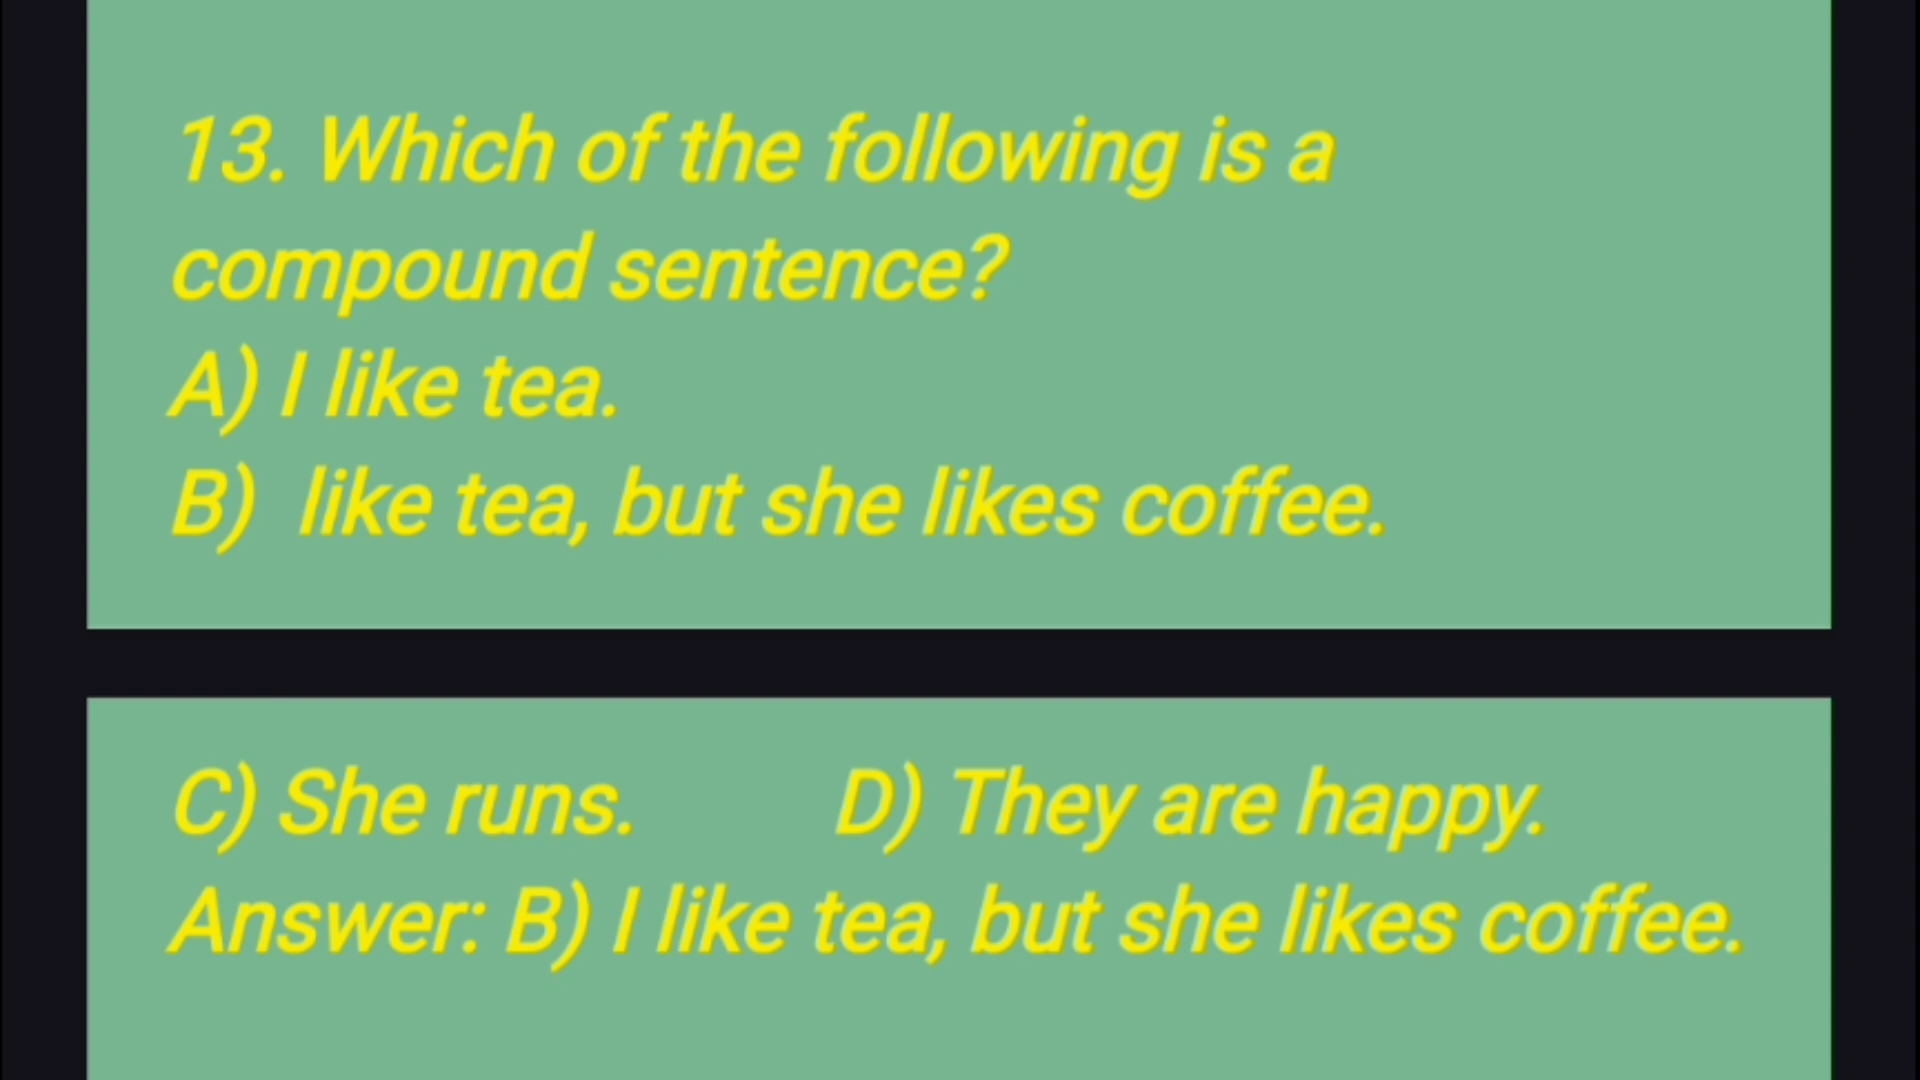 13. Which of the following is a
compound sentence?
A) I like tea.
B) like tea, but she likes coffee.
C) She runs. D) They are happy.
Answer: B) I like tea, but she likes coffee.